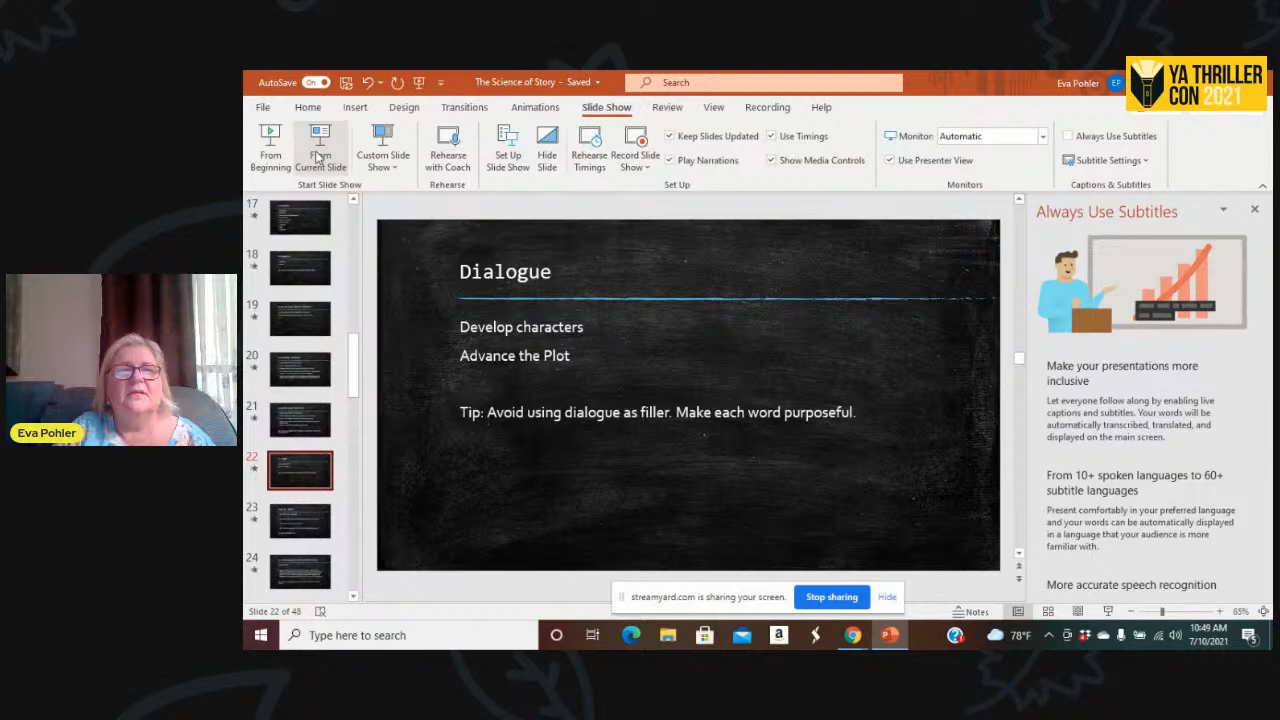 YA THRILLER
CON 2021
AutoSave On
The Science of Story - Saved
Search
Eva Pohler
EP
File Home Insert Design Transitions Animations Slide Show Review View Recording Help
From Beginning
From Current Slide
Custom Slide Show
Rehearse with Coach
Set Up Slide Show
Hide Slide
Rehearse Timings
Record Slide Show
Keep Slides Updated
Use Timings
Play Narrations
Show Media Controls
Monitor: Automatic
Use Presenter View
Always Use Subtitles
Subtitle Settings
Start Slide Show
Rehearse
Set Up
Monitors
Captions & Subtitles
17
18
19
20
21
22
23
24
Dialogue
Develop characters
Advance the Plot
Tip: Avoid using dialogue as filler. Make each word purposeful.
Always Use Subtitles
Make your presentations more
inclusive
Let everyone follow along by enabling live
captions and subtitles. Your words will be
automatically transcribed, translated, and
displayed on the main screen.
From 10+ spoken languages to 60+
subtitle languages
Present comfortably in your preferred language
and your words can be automatically displayed
in a language that your audience is more
familiar with.
More accurate speech recognition
Eva Pohler
streamyard.com is sharing your screen.
Stop sharing
Hide
Slide 22 of 48
Notes
65%
Type here to search
78°F
10:49 AM
7/10/2021
5